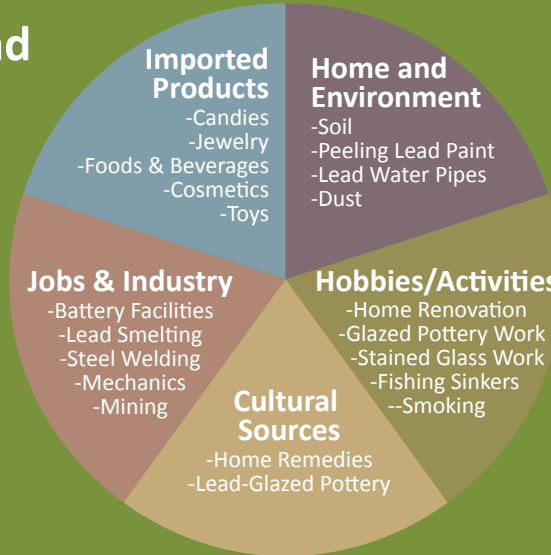 Imported
Products
-Candies
-Jewelry
-Foods & Beverages
-Cosmetics
-Toys
Home and
Environment
-Soil
-Peeling Lead Paint
-Lead Water Pipes
-Dust
Jobs & Industry
-Battery Facilities
-Lead Smelting
-Steel Welding
-Mechanics
-Mining
Hobbies/Activities
-Home Renovation
-Glazed Pottery Work
-Stained Glass Work
-Fishing Sinkers
--Smoking
Cultural
Sources
-Home Remedies
-Lead-Glazed Pottery